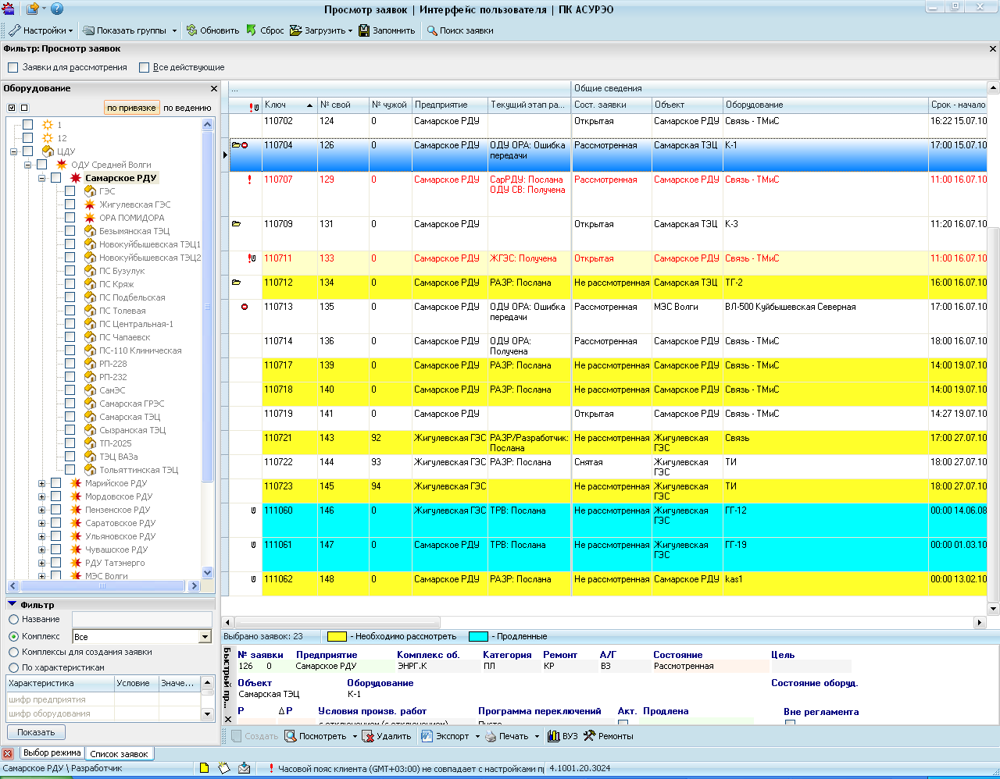 Просмотр заявок | Интерфейс пользователя | ПК АСУРЭО
Настройки
Показать группы
Обновить
Сброс
Загрузить
Запомнить
Поиск заявки
Фильтр: Просмотр заявок
Заявки для рассмотрения
Все действующие
Оборудование
по привязке
по ведению
1
12
ЦДУ
ОДУ Средней Волги
Самарское РДУ
ГЭС
Жигулевская ГЭС
ОРА ПОМИДОРА
Безымянская ТЭЦ
Новокуйбышевская ТЭЦ1
Новокуйбышевская ТЭЦ2
ПС Бузулук
ПС Кряж
ПС Подбельская
ПС Толевая
ПС Центральная-1
ПС Чапаевск
ПС-110 Клиническая
РП-228
РП-232
СамЭС
Самарская ГРЭС
Самарская ТЭЦ
Сызранская ТЭЦ
ТП-2025
ТЭЦ ВАЗа
Тольяттинская ТЭЦ
Марийское РДУ
Мордовское РДУ
Пензенское РДУ
Саратовское РДУ
Ульяновское РДУ
Чувашское РДУ
РДУ Татэнерго
МЭС Волги
Фильтр
Название
Комплекс Все
Комплексы для создания заявки
По характеристикам
Характеристика Условие Значе...
шифр предприятия
шифр оборудования
Показать
... Общие сведения
Ключ № свой № чужой Предприятие Текущий этап ра... Сост. заявки Объект Оборудование Срок - начало
110702 124 0 Самарское РДУ Открытая Самарское РДУ Связь - ТМиС 16:22 15.07.10
110704 126 0 Самарское РДУ ОДУ ОРА: Ошибка Рассмотренная Самарская ТЭЦ К-1 17:00 15.07.10
передачи
110707 129 0 Самарское РДУ СарРДУ: Послана Рассмотренная Самарское РДУ Связь - ТМиС 11:00 16.07.10
ОДУ СВ: Получена
110709 131 0 Самарское РДУ Открытая Самарская ТЭЦ К-3 11:20 16.07.10
110711 133 0 Самарское РДУ ЖГЭС: Получена Открытая Самарское РДУ Связь - ТМиС 11:00 16.07.10
110712 134 0 Самарское РДУ РАЗР: Послана Не рассмотренная Самарская ТЭЦ ТГ-2 16:00 16.07.10
110713 135 0 Самарское РДУ ОДУ ОРА: Ошибка Рассмотренная МЭС Волги ВЛ-500 Куйбышевская Северная 17:00 16.07.10
передачи
110714 136 0 Самарское РДУ ОДУ ОРА: Рассмотренная Самарское РДУ Связь - ТМиС 18:00 16.07.10
Получена
110717 139 0 Самарское РДУ РАЗР: Послана Не рассмотренная Самарское РДУ Связь - ТМиС 14:00 19.07.10
110718 140 0 Самарское РДУ РАЗР: Послана Не рассмотренная Самарское РДУ Связь - ТМиС 14:00 19.07.10
110719 141 0 Самарское РДУ Открытая Самарское РДУ Связь - ТМиС 14:27 19.07.10
110721 143 92 Жигулевская ГЭС РАЗР/Разработчик: Не рассмотренная Жигулевская Связь 17:00 27.07.10
Послана ГЭС
110722 144 93 Жигулевская ГЭС РАЗР: Послана Снятая Жигулевская ТИ 18:00 27.07.10
ГЭС
110723 145 94 Жигулевская ГЭС Не рассмотренная Жигулевская ТИ 18:00 27.07.10
ГЭС
111060 146 0 Жигулевская ГЭС ТРВ: Послана Не рассмотренная Жигулевская ГГ-12 00:00 14.06.08
ГЭС
111061 147 0 Самарское РДУ ТРВ: Послана Не рассмотренная Жигулевская ГГ-19 00:00 01.03.10
ГЭС
111062 148 0 Самарское РДУ РАЗР: Послана Не рассмотренная Самарское РДУ kas1 00:00 13.02.10
Выбрано заявок: 23 - Необходимо рассмотреть - Продленные
Быстрый пр...
№ заявки Предприятие Комплекс об. Категория Ремонт А/Г Состояние Цель
126 0 Самарское РДУ ЭНРГ.К ПЛ КР ВЗ Рассмотренная
Объект Оборудование Состояние оборуд.
Самарская ТЭЦ К-1
Р Δ Р Условия произв. работ Программа переключений Акт. Продлена Вне регламента
с отключением (с отключением) Пусто
Создать Посмотреть Удалить Экспорт Печать ВУЗ Ремонты
Выбор режима Список заявок
Самарское РДУ \ Разработчик Часовой пояс клиента (GMT+03:00) не совпадает с настройками п 4.1001.20.3024